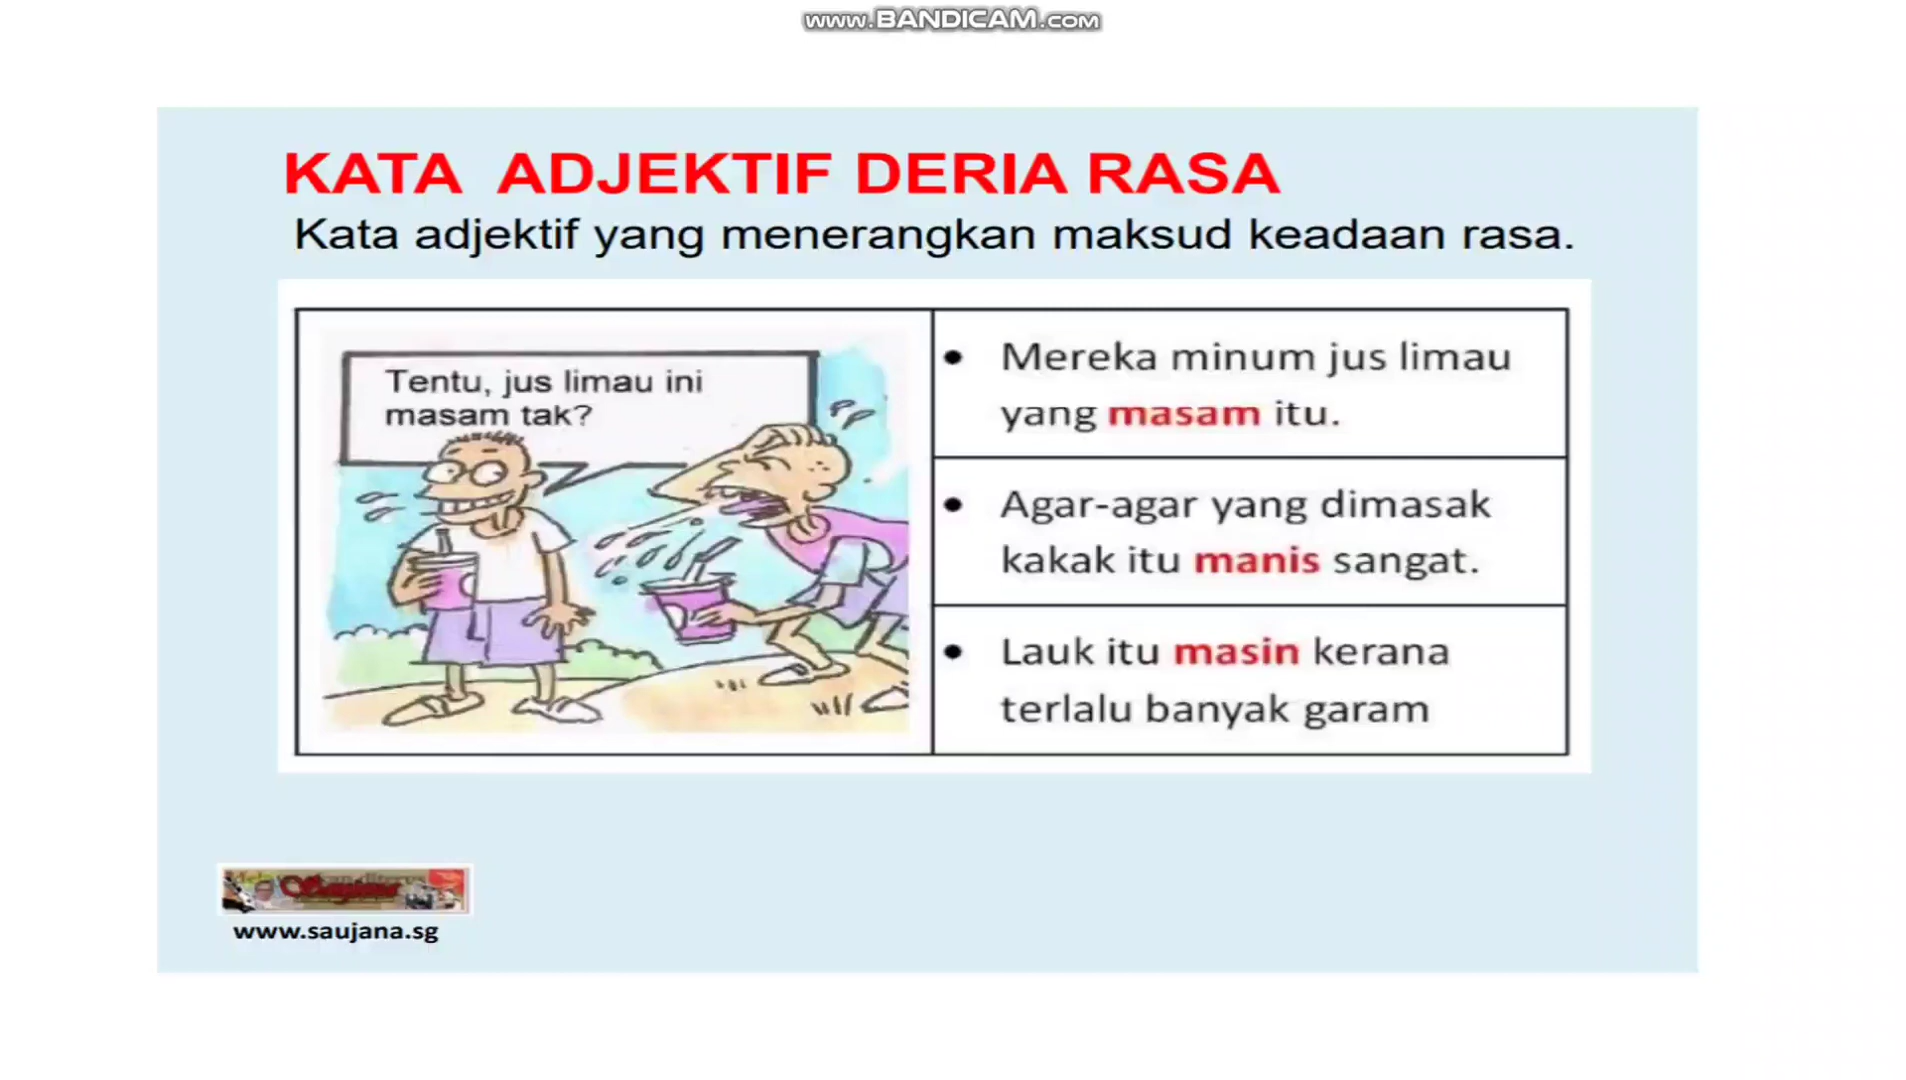 www.BANDICAM.com
KATA ADJEKTIF DERIA RASA
Kata adjektif yang menerangkan maksud keadaan rasa.
Tentu, jus limau ini
masam tak?
• Mereka minum jus limau
yang masam itu.
• Agar-agar yang dimasak
kakak itu manis sangat.
• Lauk itu masin kerana
terlalu banyak garam
www.saujana.sg